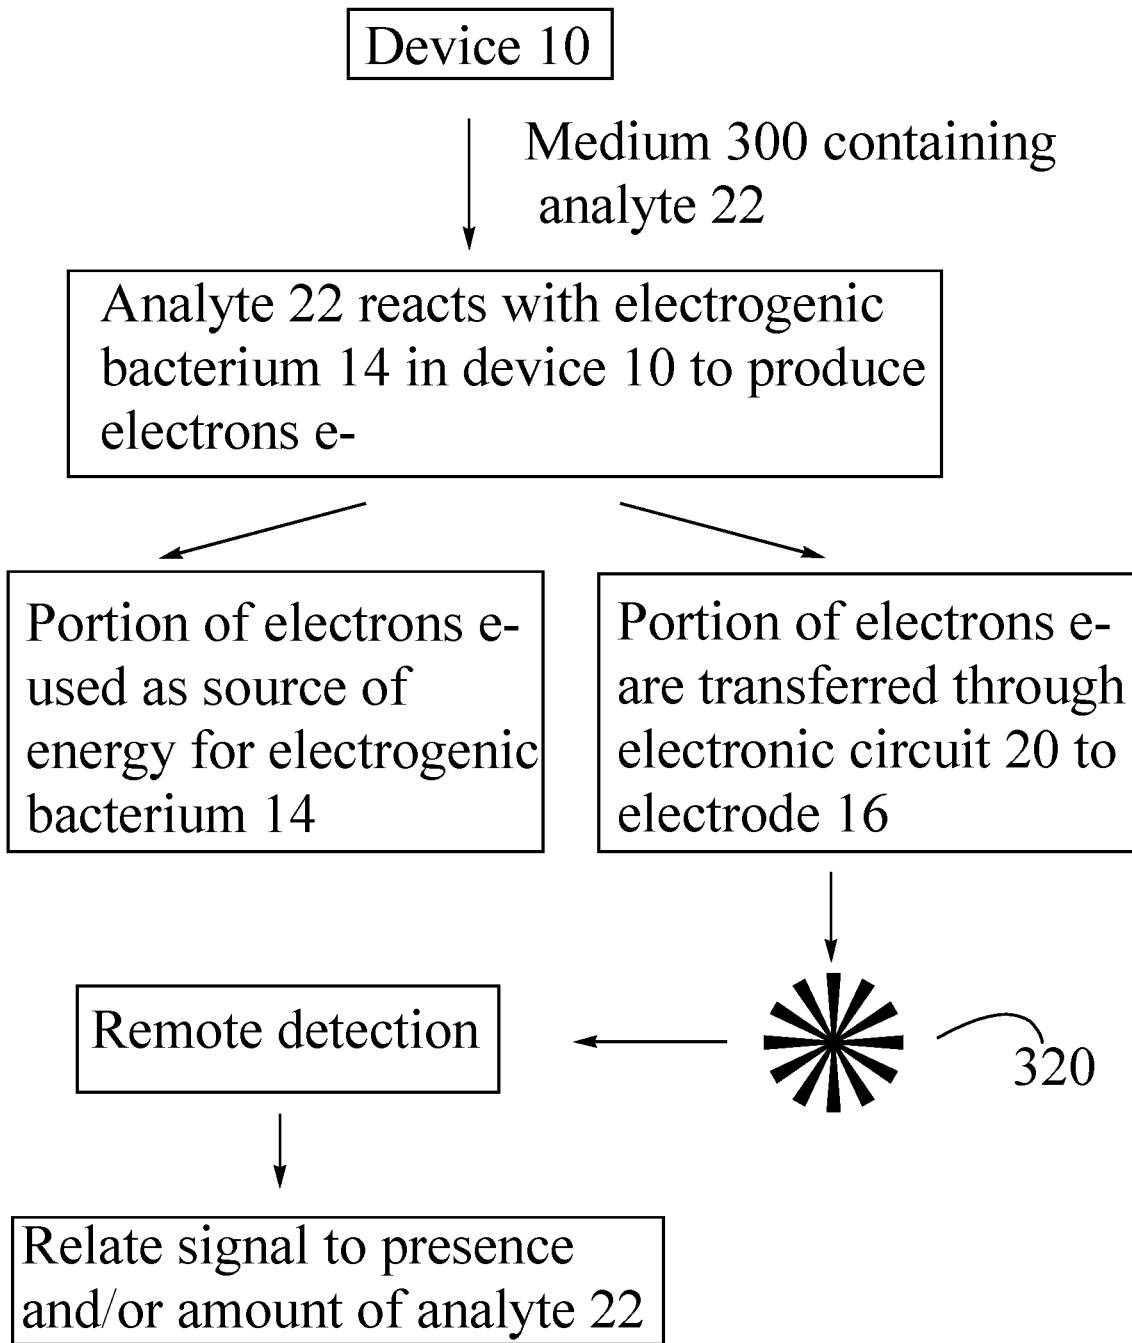 Device 10
Medium 300 containing
analyte 22
Analyte 22 reacts with electrogenic
bacterium 14 in device 10 to produce
electrons e-
Portion of electrons e-
used as source of
energy for electrogenic
bacterium 14
Portion of electrons e-
are transferred through
electronic circuit 20 to
electrode 16
320
Remote detection
Relate signal to presence
and/or amount of analyte 22